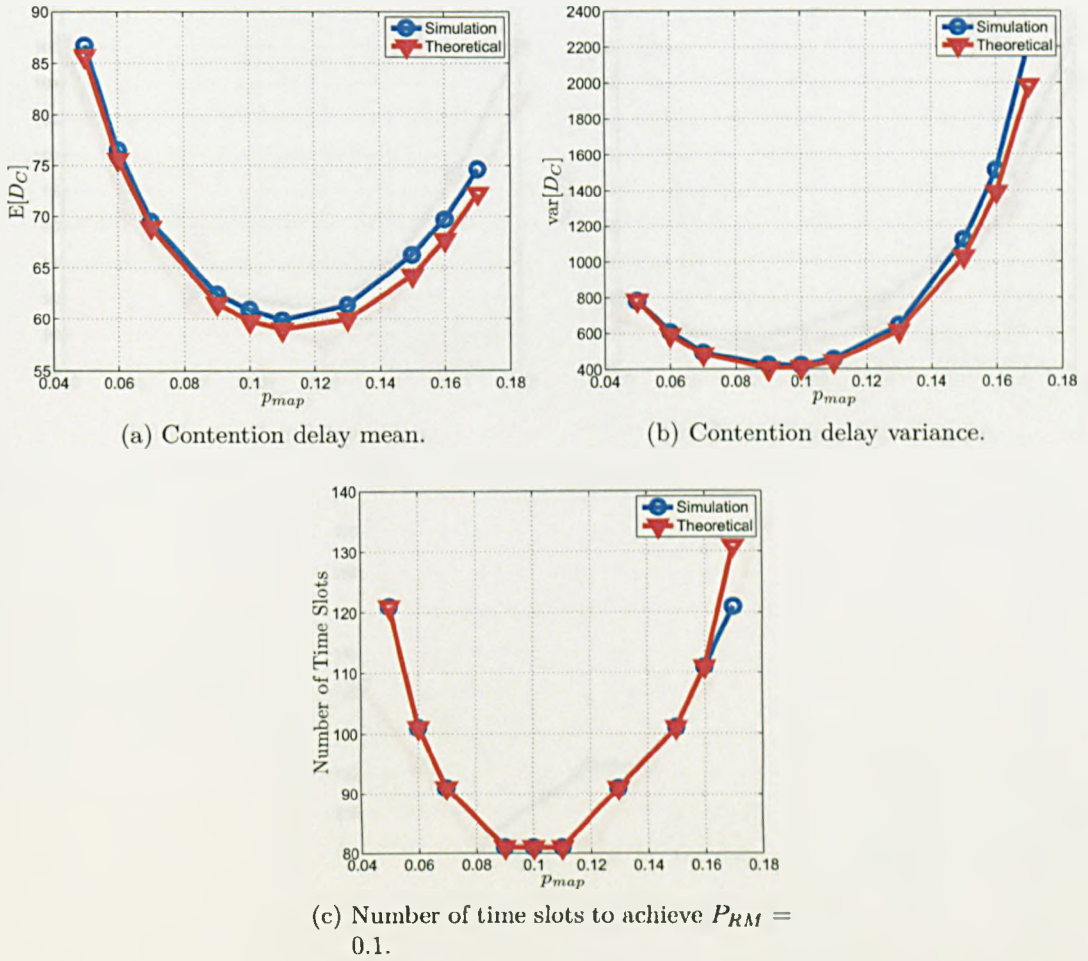 90
85
80
75
70
65
60
55
E[D_C]
0.04 0.06 0.08 0.1 0.12 0.14 0.16 0.18
p_map
Simulation
Theoretical
(a) Contention delay mean.
2400
2200
2000
1800
1600
1400
1200
1000
800
600
400
var[D_C]
0.04 0.06 0.08 0.1 0.12 0.14 0.16 0.18
p_map
Simulation
Theoretical
(b) Contention delay variance.
140
130
120
110
100
90
80
Number of Time Slots
0.04 0.06 0.08 0.1 0.12 0.14 0.16 0.18
p_map
Simulation
Theoretical
(c) Number of time slots to achieve P_RM =
0.1.